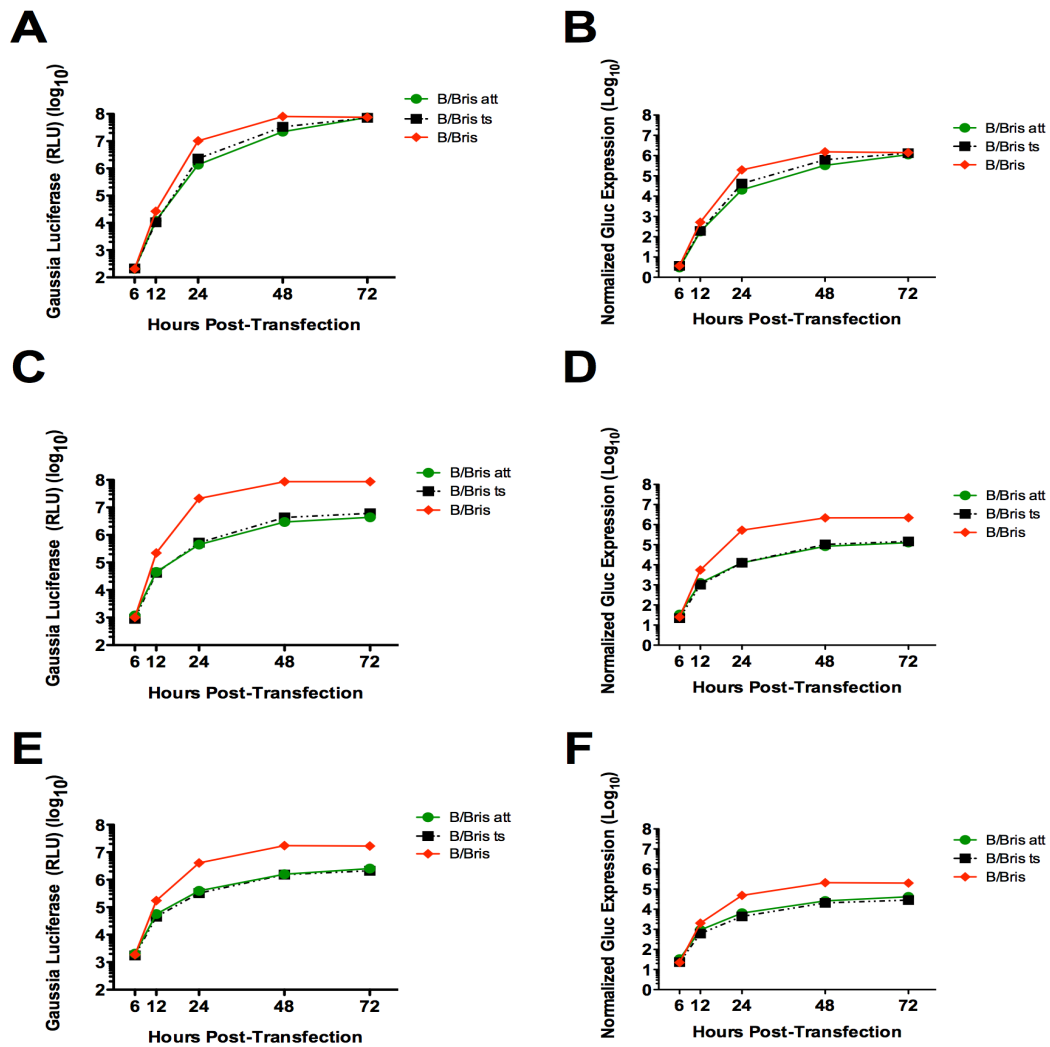 A
Gaussia Luciferase (RLU) (log10)
8
7
6
5
4
3
2
6 12 24 48 72
Hours Post-Transfection
B/Bris att
B/Bris ts
B/Bris
B
Normalized Gluc Expression (Log10)
8
7
6
5
4
3
2
1
0
6 12 24 48 72
Hours Post-Transfection
B/Bris att
B/Bris ts
B/Bris
C
Gaussia Luciferase (RLU) (log10)
8
7
6
5
4
3
2
6 12 24 48 72
Hours Post-Transfection
B/Bris att
B/Bris ts
B/Bris
D
Normalized Gluc Expression (Log10)
8
7
6
5
4
3
2
1
0
6 12 24 48 72
Hours Post-Transfection
B/Bris att
B/Bris ts
B/Bris
E
Gaussia Luciferase (RLU) (log10)
8
7
6
5
4
3
2
6 12 24 48 72
Hours Post-Transfection
B/Bris att
B/Bris ts
B/Bris
F
Normalized Gluc Expression (Log10)
8
7
6
5
4
3
2
1
0
6 12 24 48 72
Hours Post-Transfection
B/Bris att
B/Bris ts
B/Bris